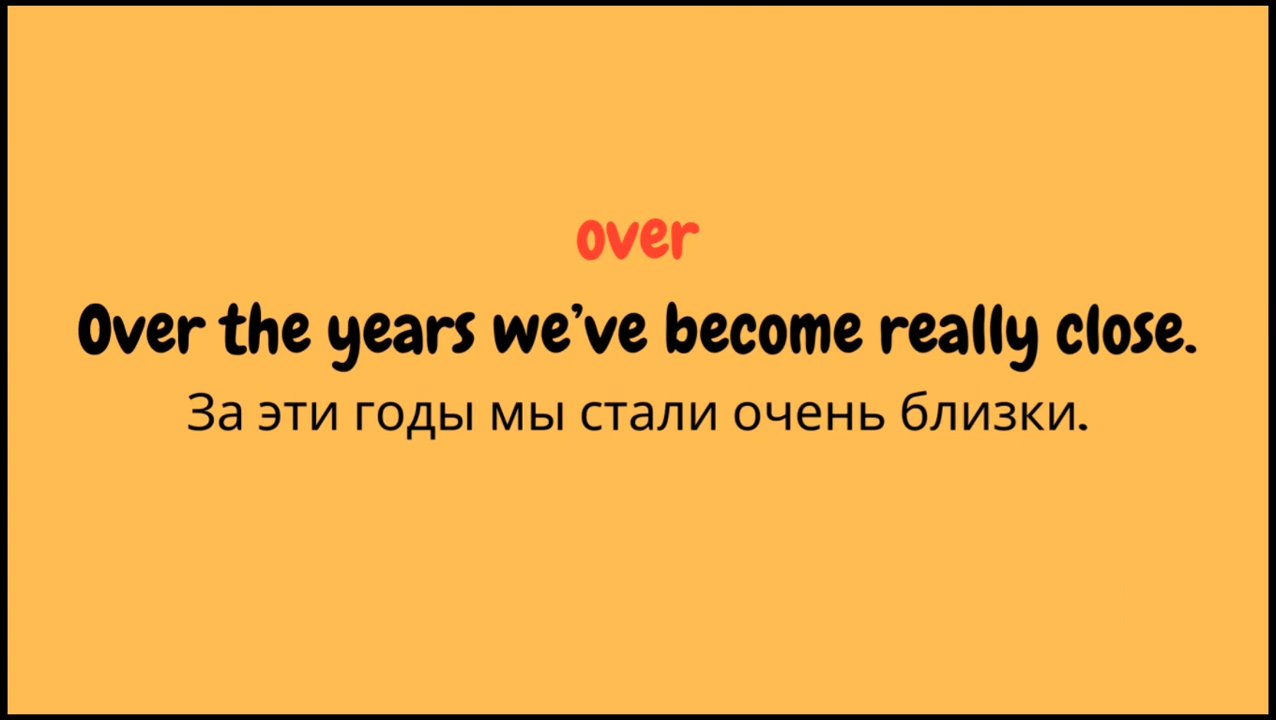 over
Over the years we've become really close.
За эти годы мы стали очень близки.